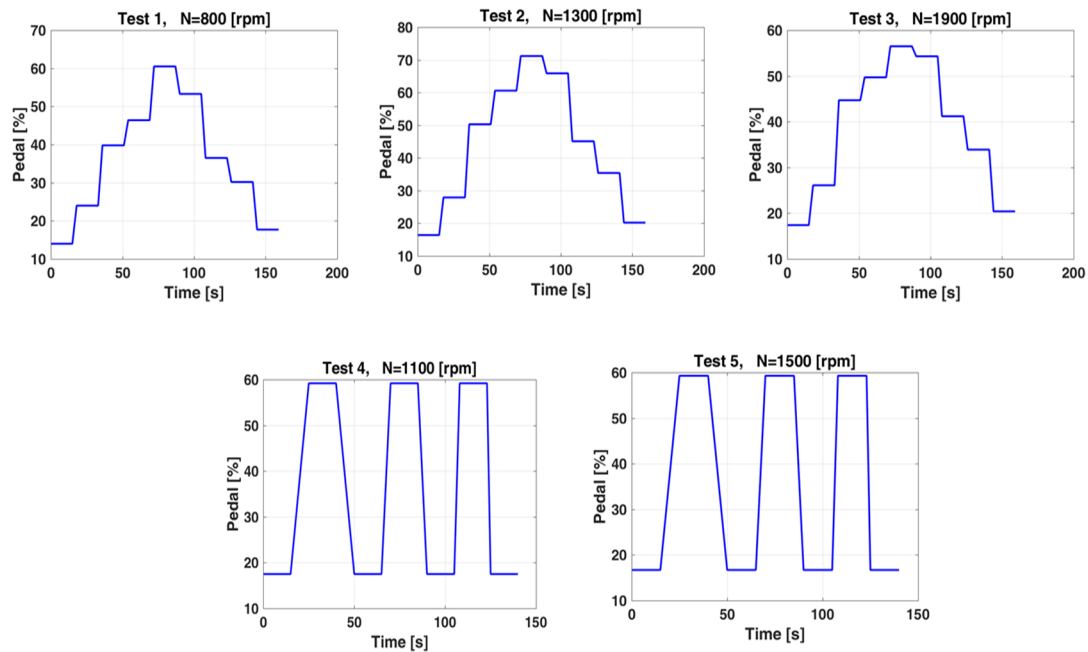 Test 1, N=800 [rpm]
Pedal [%]
70
60
50
40
30
20
10
0 50 100 150 200
Time [s]
Test 2, N=1300 [rpm]
Pedal [%]
80
70
60
50
40
30
20
10
0 50 100 150 200
Time [s]
Test 3, N=1900 [rpm]
Pedal [%]
60
50
40
30
20
10
0 50 100 150 200
Time [s]
Test 4, N=1100 [rpm]
Pedal [%]
60
50
40
30
20
10
0 50 100 150
Time [s]
Test 5, N=1500 [rpm]
Pedal [%]
60
50
40
30
20
10
0 50 100 150
Time [s]